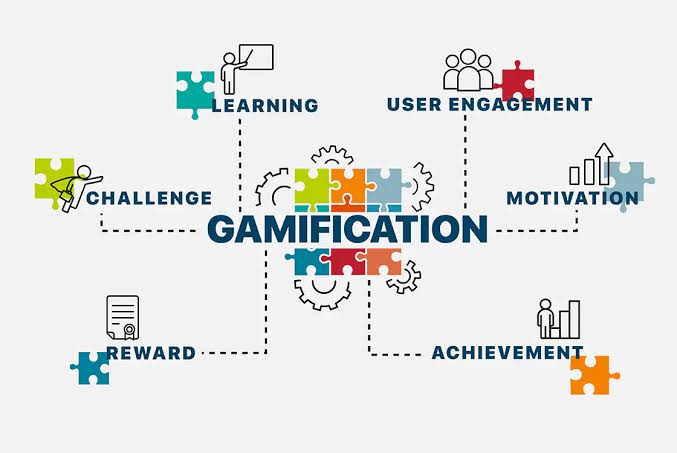 LEARNING
USER ENGAGEMENT
CHALLENGE
MOTIVATION
GAMIFICATION
REWARD
ACHIEVEMENT